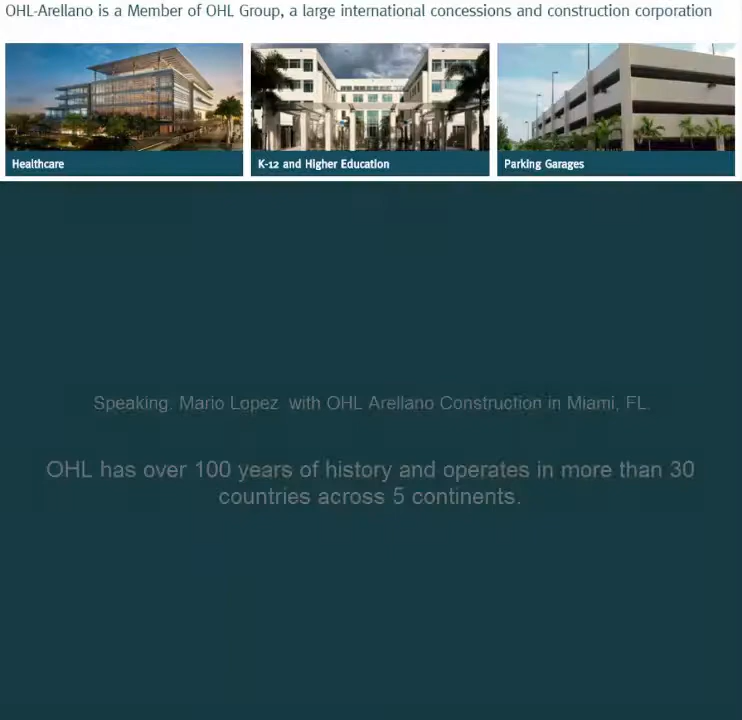 OHL-Arellano is a Member of OHL Group, a large international concessions and construction corporation
Healthcare
K-12 and Higher Education
Parking Garages
Speaking. Mario Lopez with OHL Arellano Construction in Miami, FL.
OHL has over 100 years of history and operates in more than 30
countries across 5 continents.